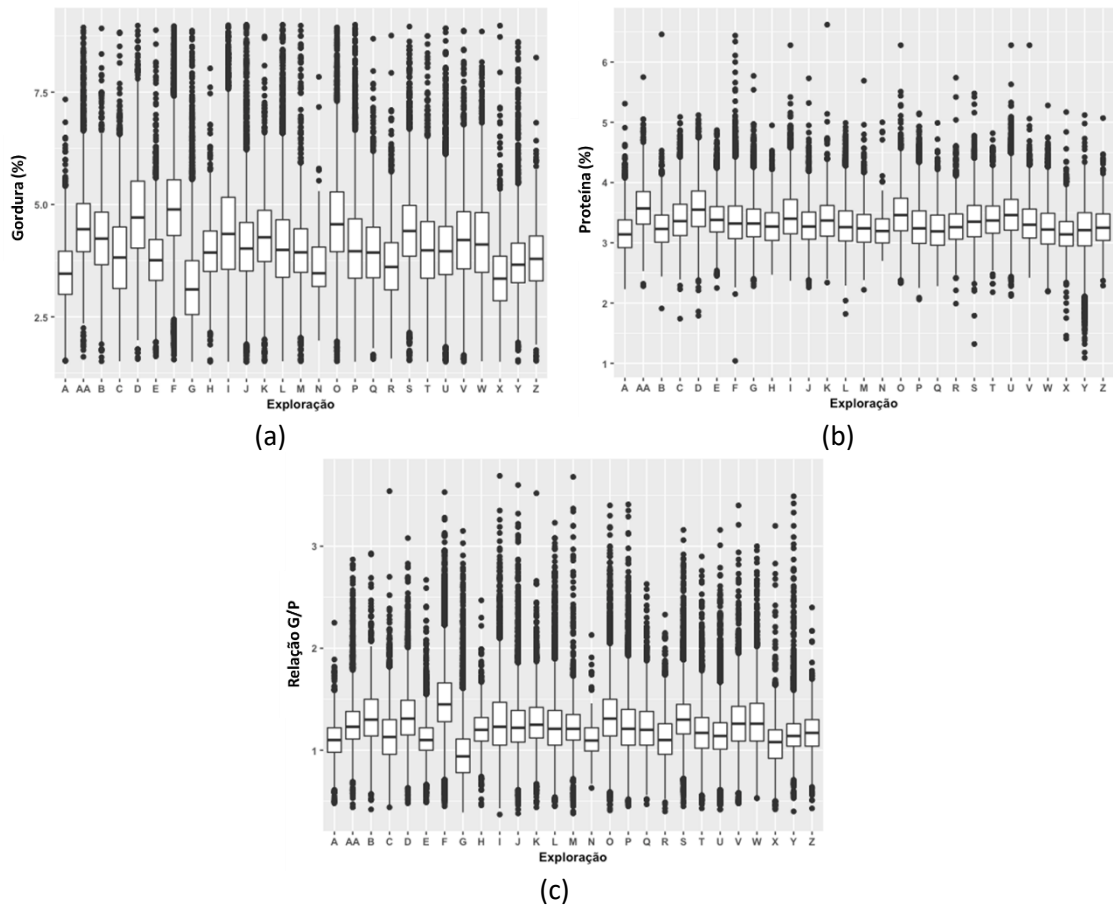 7.5
5.0
2.5
Gordura (%)
A AA B C D E F G H I J K L M N O P Q R S T U V W X Y Z
Exploração
(a)
6
5
4
3
2
1
Proteína (%)
A AA B C D E F G H I J K L M N O P Q R S T U V W X Y Z
Exploração
(b)
3
2
1
Relação G/P
A AA B C D E F G H I J K L M N O P Q R S T U V W X Y Z
Exploração
(c)